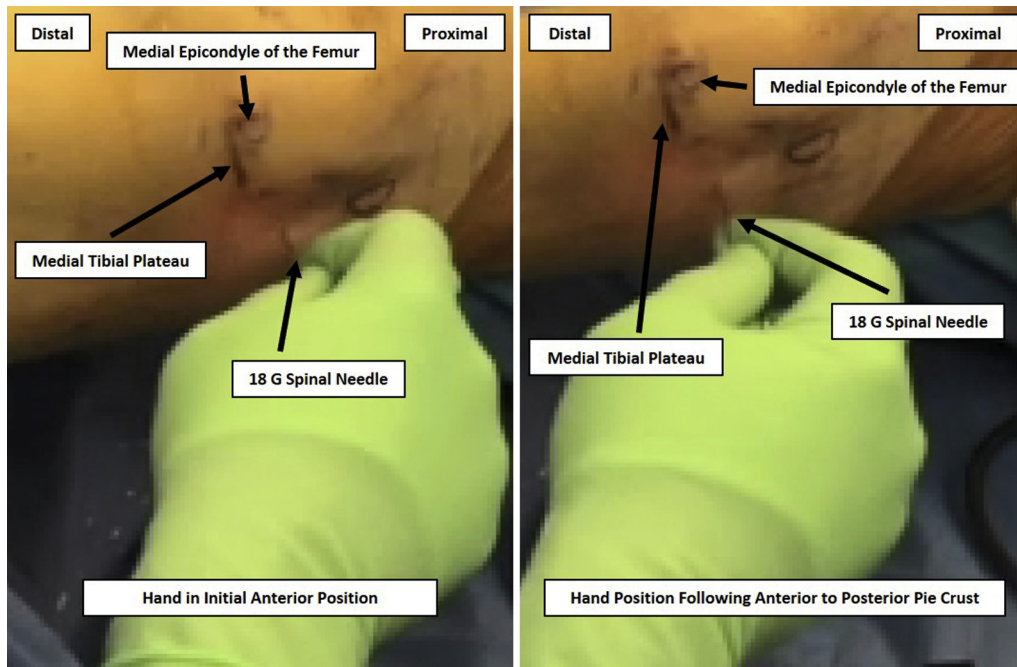 Distal
Proximal
Medial Epicondyle of the Femur
Medial Tibial Plateau
18 G Spinal Needle
Hand in Initial Anterior Position
Distal
Proximal
Medial Epicondyle of the Femur
18 G Spinal Needle
Medial Tibial Plateau
Hand Position Following Anterior to Posterior Pie Crust